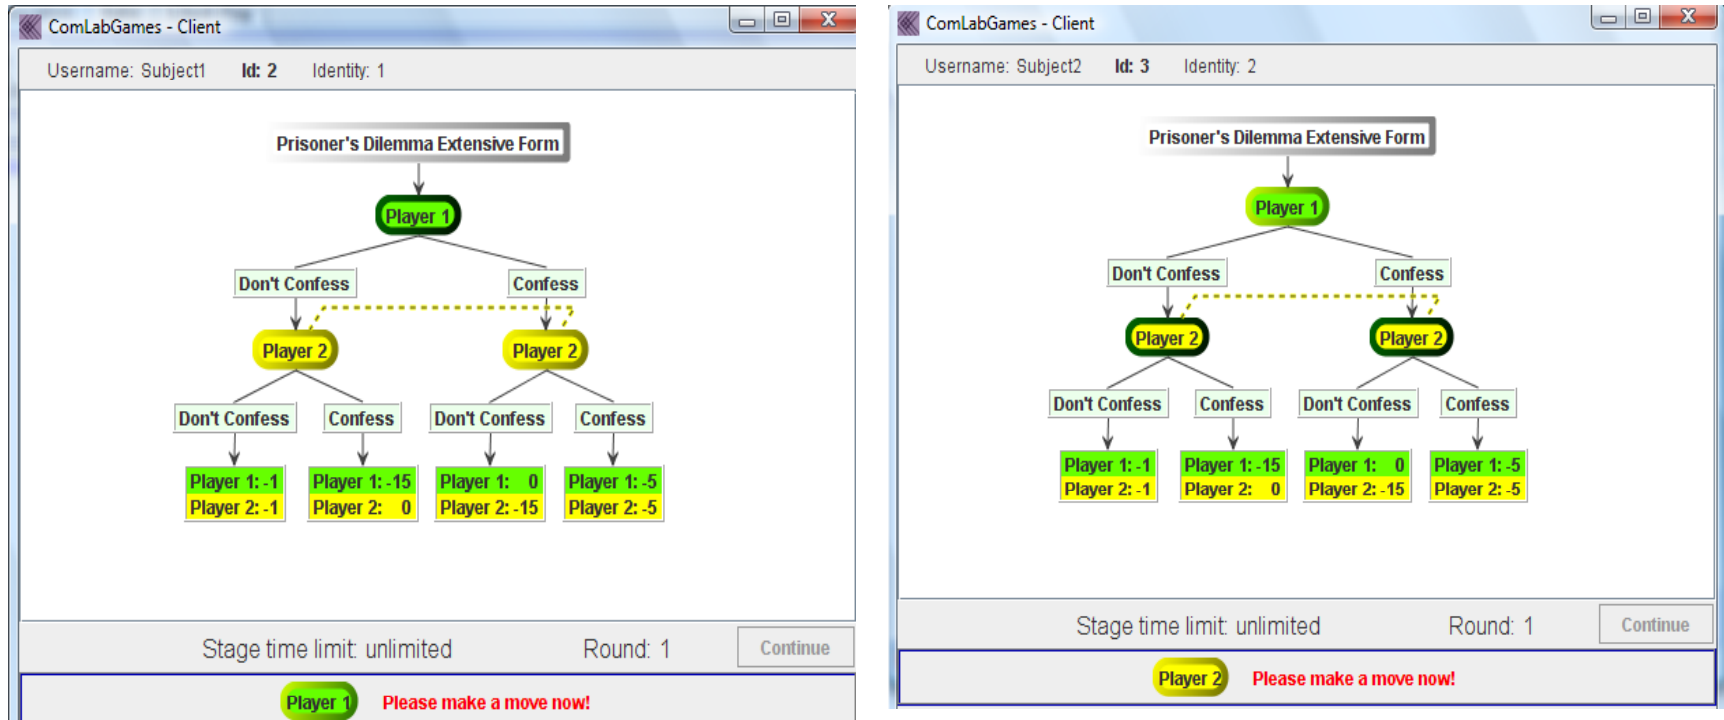 ComLabGames - Client
Username: Subject1 Id: 2 Identity: 1
Prisoner's Dilemma Extensive Form
Player 1
Don't Confess Confess
Player 2 Player 2
Don't Confess Confess Don't Confess Confess
Player 1: -1 Player 1: -15 Player 1: 0 Player 1: -5
Player 2: -1 Player 2: 0 Player 2: -15 Player 2: -5
Stage time limit: unlimited Round: 1 Continue
Player 1 Please make a move now!
ComLabGames - Client
Username: Subject2 Id: 3 Identity: 2
Prisoner's Dilemma Extensive Form
Player 1
Don't Confess Confess
Player 2 Player 2
Don't Confess Confess Don't Confess Confess
Player 1: -1 Player 1: -15 Player 1: 0 Player 1: -5
Player 2: -1 Player 2: 0 Player 2: -15 Player 2: -5
Stage time limit: unlimited Round: 1 Continue
Player 2 Please make a move now!